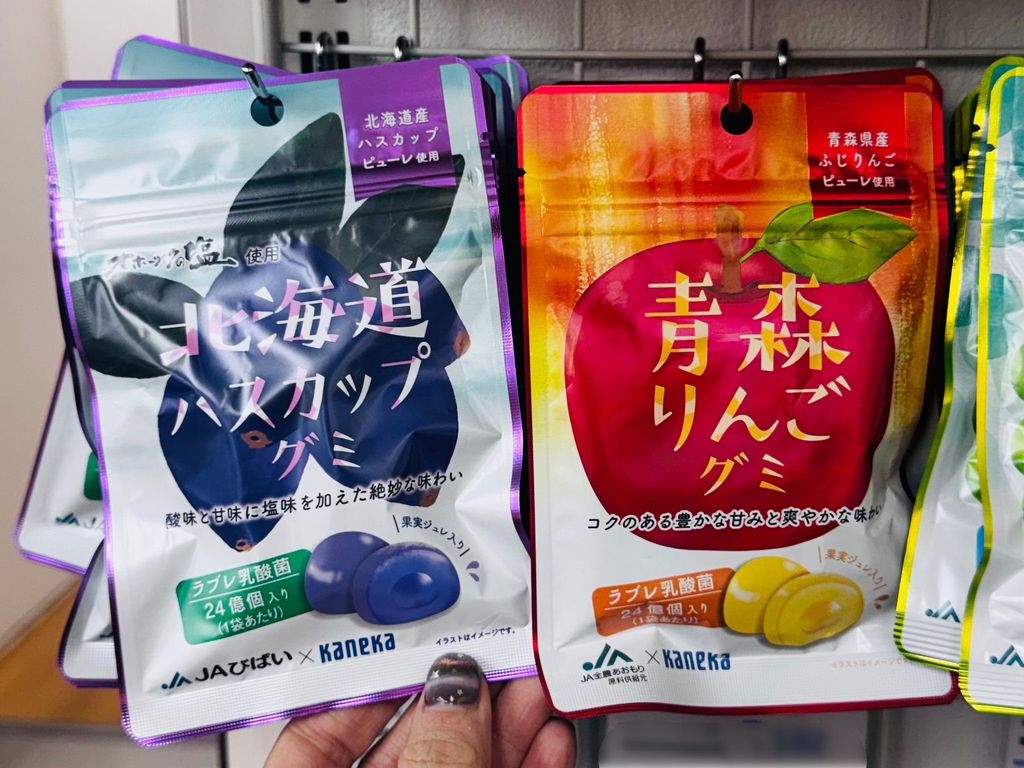 北海道産
ハスカップ
ピューレ使用
オホーツクの塩 使用
北海道
ハスカップ
グミ
酸味と甘味に塩味を加えた絶妙な味わい
果実ジュレ入り
ラブレ乳酸菌
24億個入り
(1袋あたり)
JAびばい×kaneka
イラストはイメージです。
青森県産
ふじりんご
ピューレ使用
青森
りんご
グミ
コクのある豊かな甘みと爽やかな味わい
果実ジュレ入り
ラブレ乳酸菌
24億個入り
(1袋あたり)
JA全農あおもり
原料供給元
×kaneka
イラストはイメージです。
JA